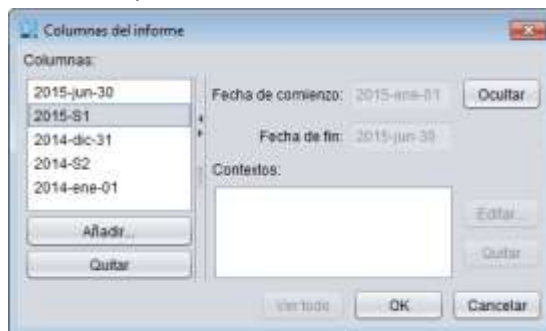 Columnas del informe
Columnas:
2015-jun-30
2015-S1
2014-dic-31
2014-S2
2014-ene-01
Añadir...
Quitar
Fecha de comienzo: 2015-ene-01
Ocultar
Fecha de fin: 2015-jun-30
Contextos:
Editar...
Quitar
Ver todo
OK
Cancelar